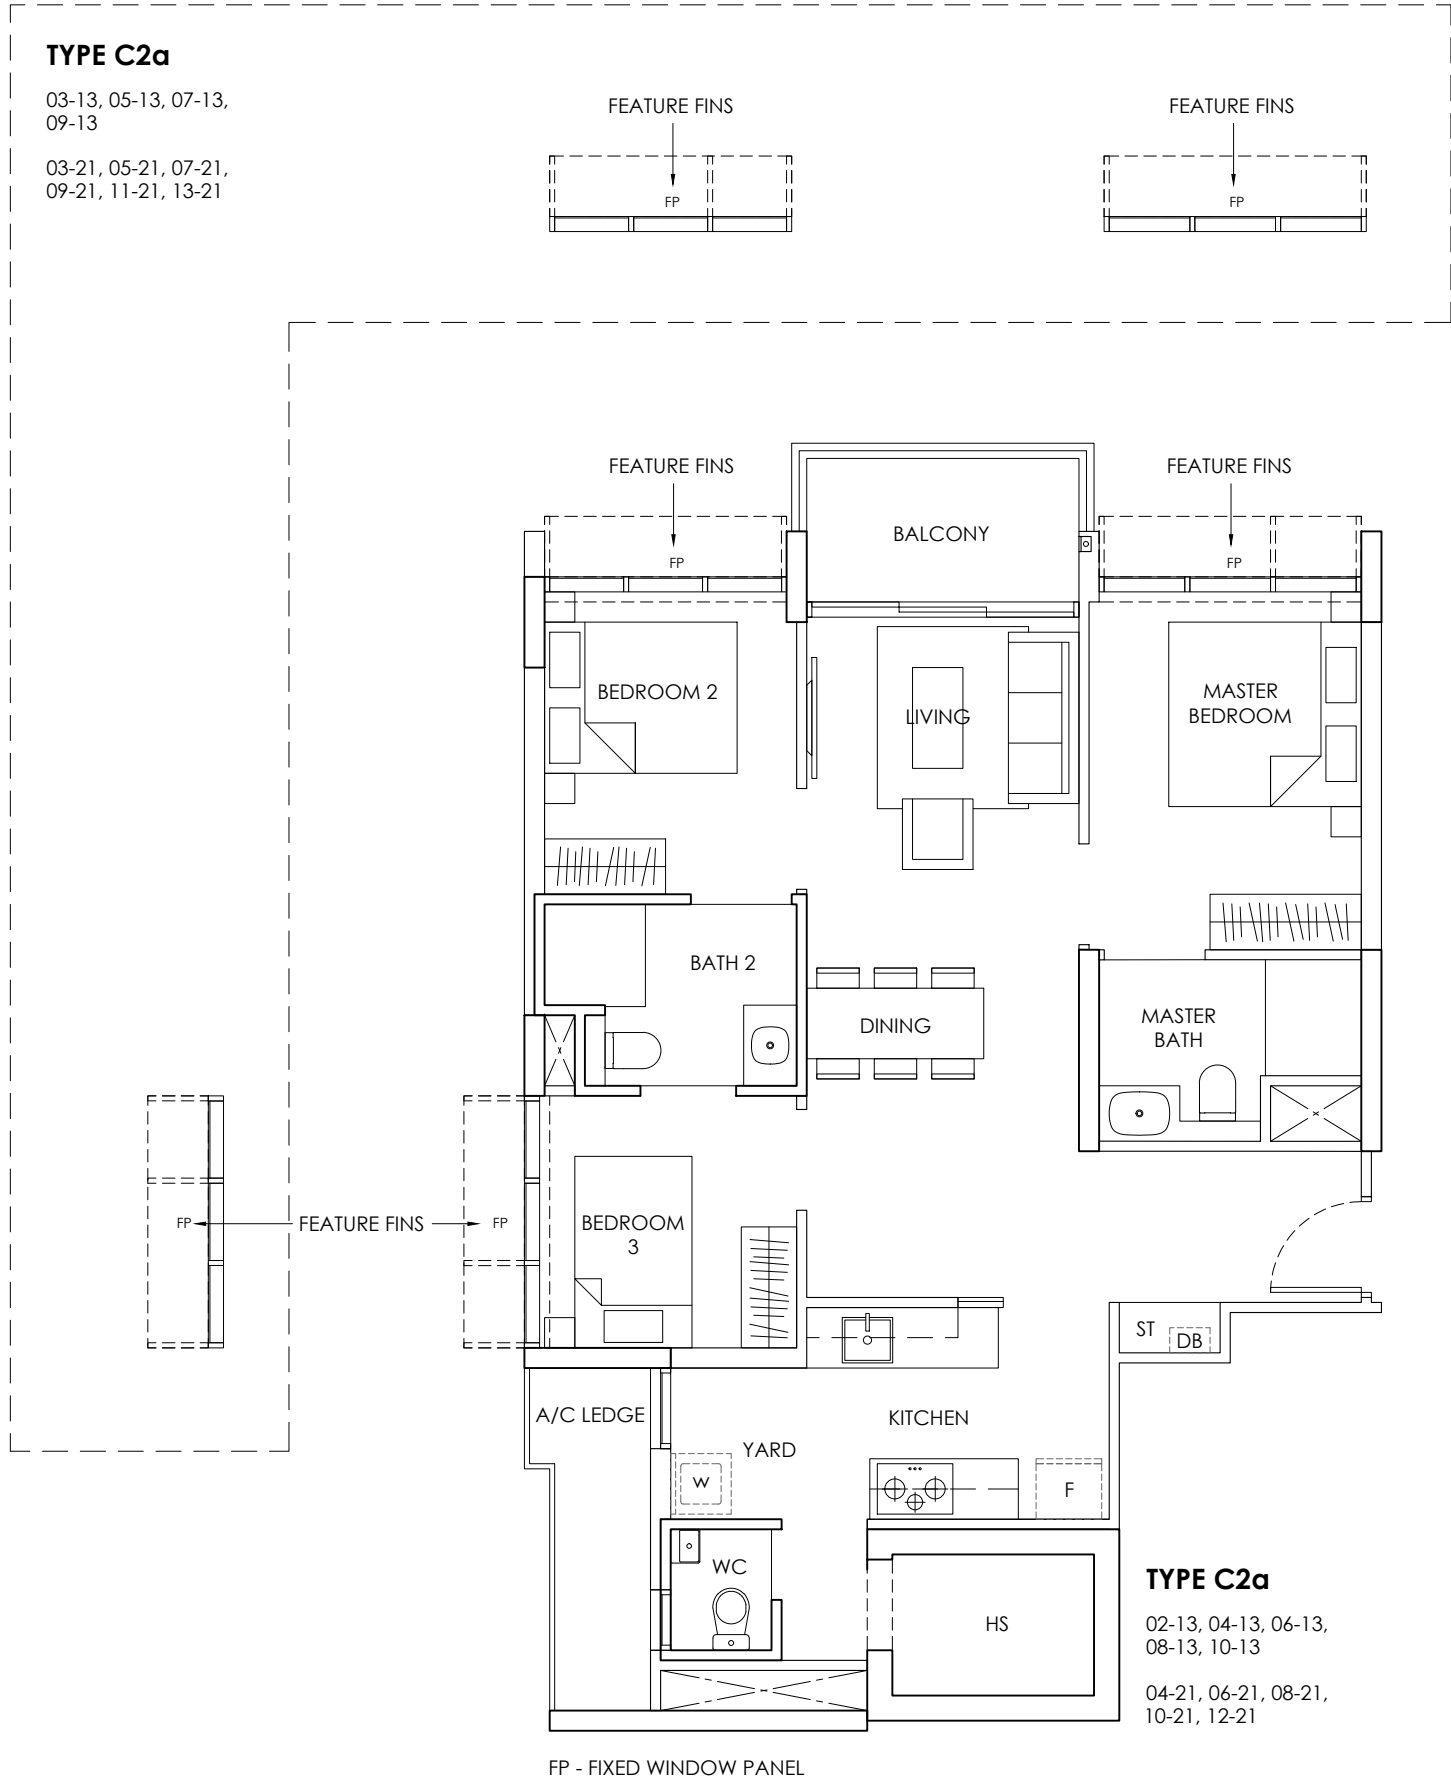 TYPE C2a
03-13, 05-13, 07-13,
09-13
03-21, 05-21, 07-21,
09-21, 11-21, 13-21
FEATURE FINS
FEATURE FINS
FP
FP
FEATURE FINS
FEATURE FINS
BALCONY
FP
FP
BEDROOM 2
LIVING
MASTER
BEDROOM
BATH 2
DINING
MASTER
BATH
FP
FEATURE FINS
FP
BEDROOM
3
ST
DB
A/C LEDGE
KITCHEN
YARD
W
F
WC
HS
TYPE C2a
02-13, 04-13, 06-13,
08-13, 10-13
04-21, 06-21, 08-21,
10-21, 12-21
FP - FIXED WINDOW PANEL